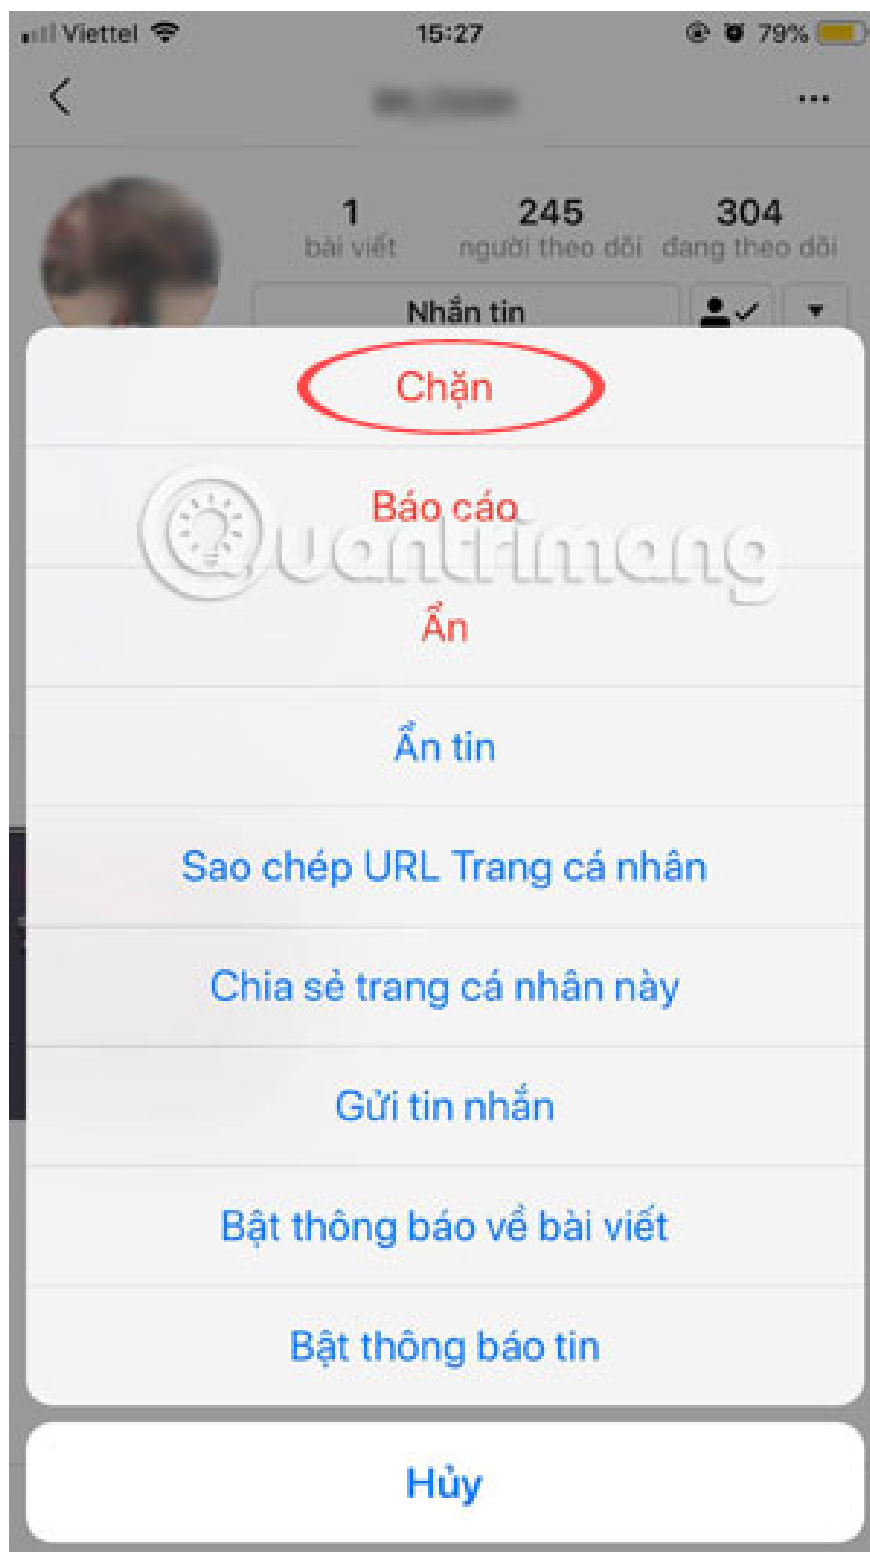 Viettel 15:27 79%
1 245 304
bài viết người theo dõi đang theo dõi
Nhắn tin
Chặn
Báo cáo
Quantrimang
Ẩn
Ẩn tin
Sao chép URL Trang cá nhân
Chia sẻ trang cá nhân này
Gửi tin nhắn
Bật thông báo về bài viết
Bật thông báo tin
Hủy